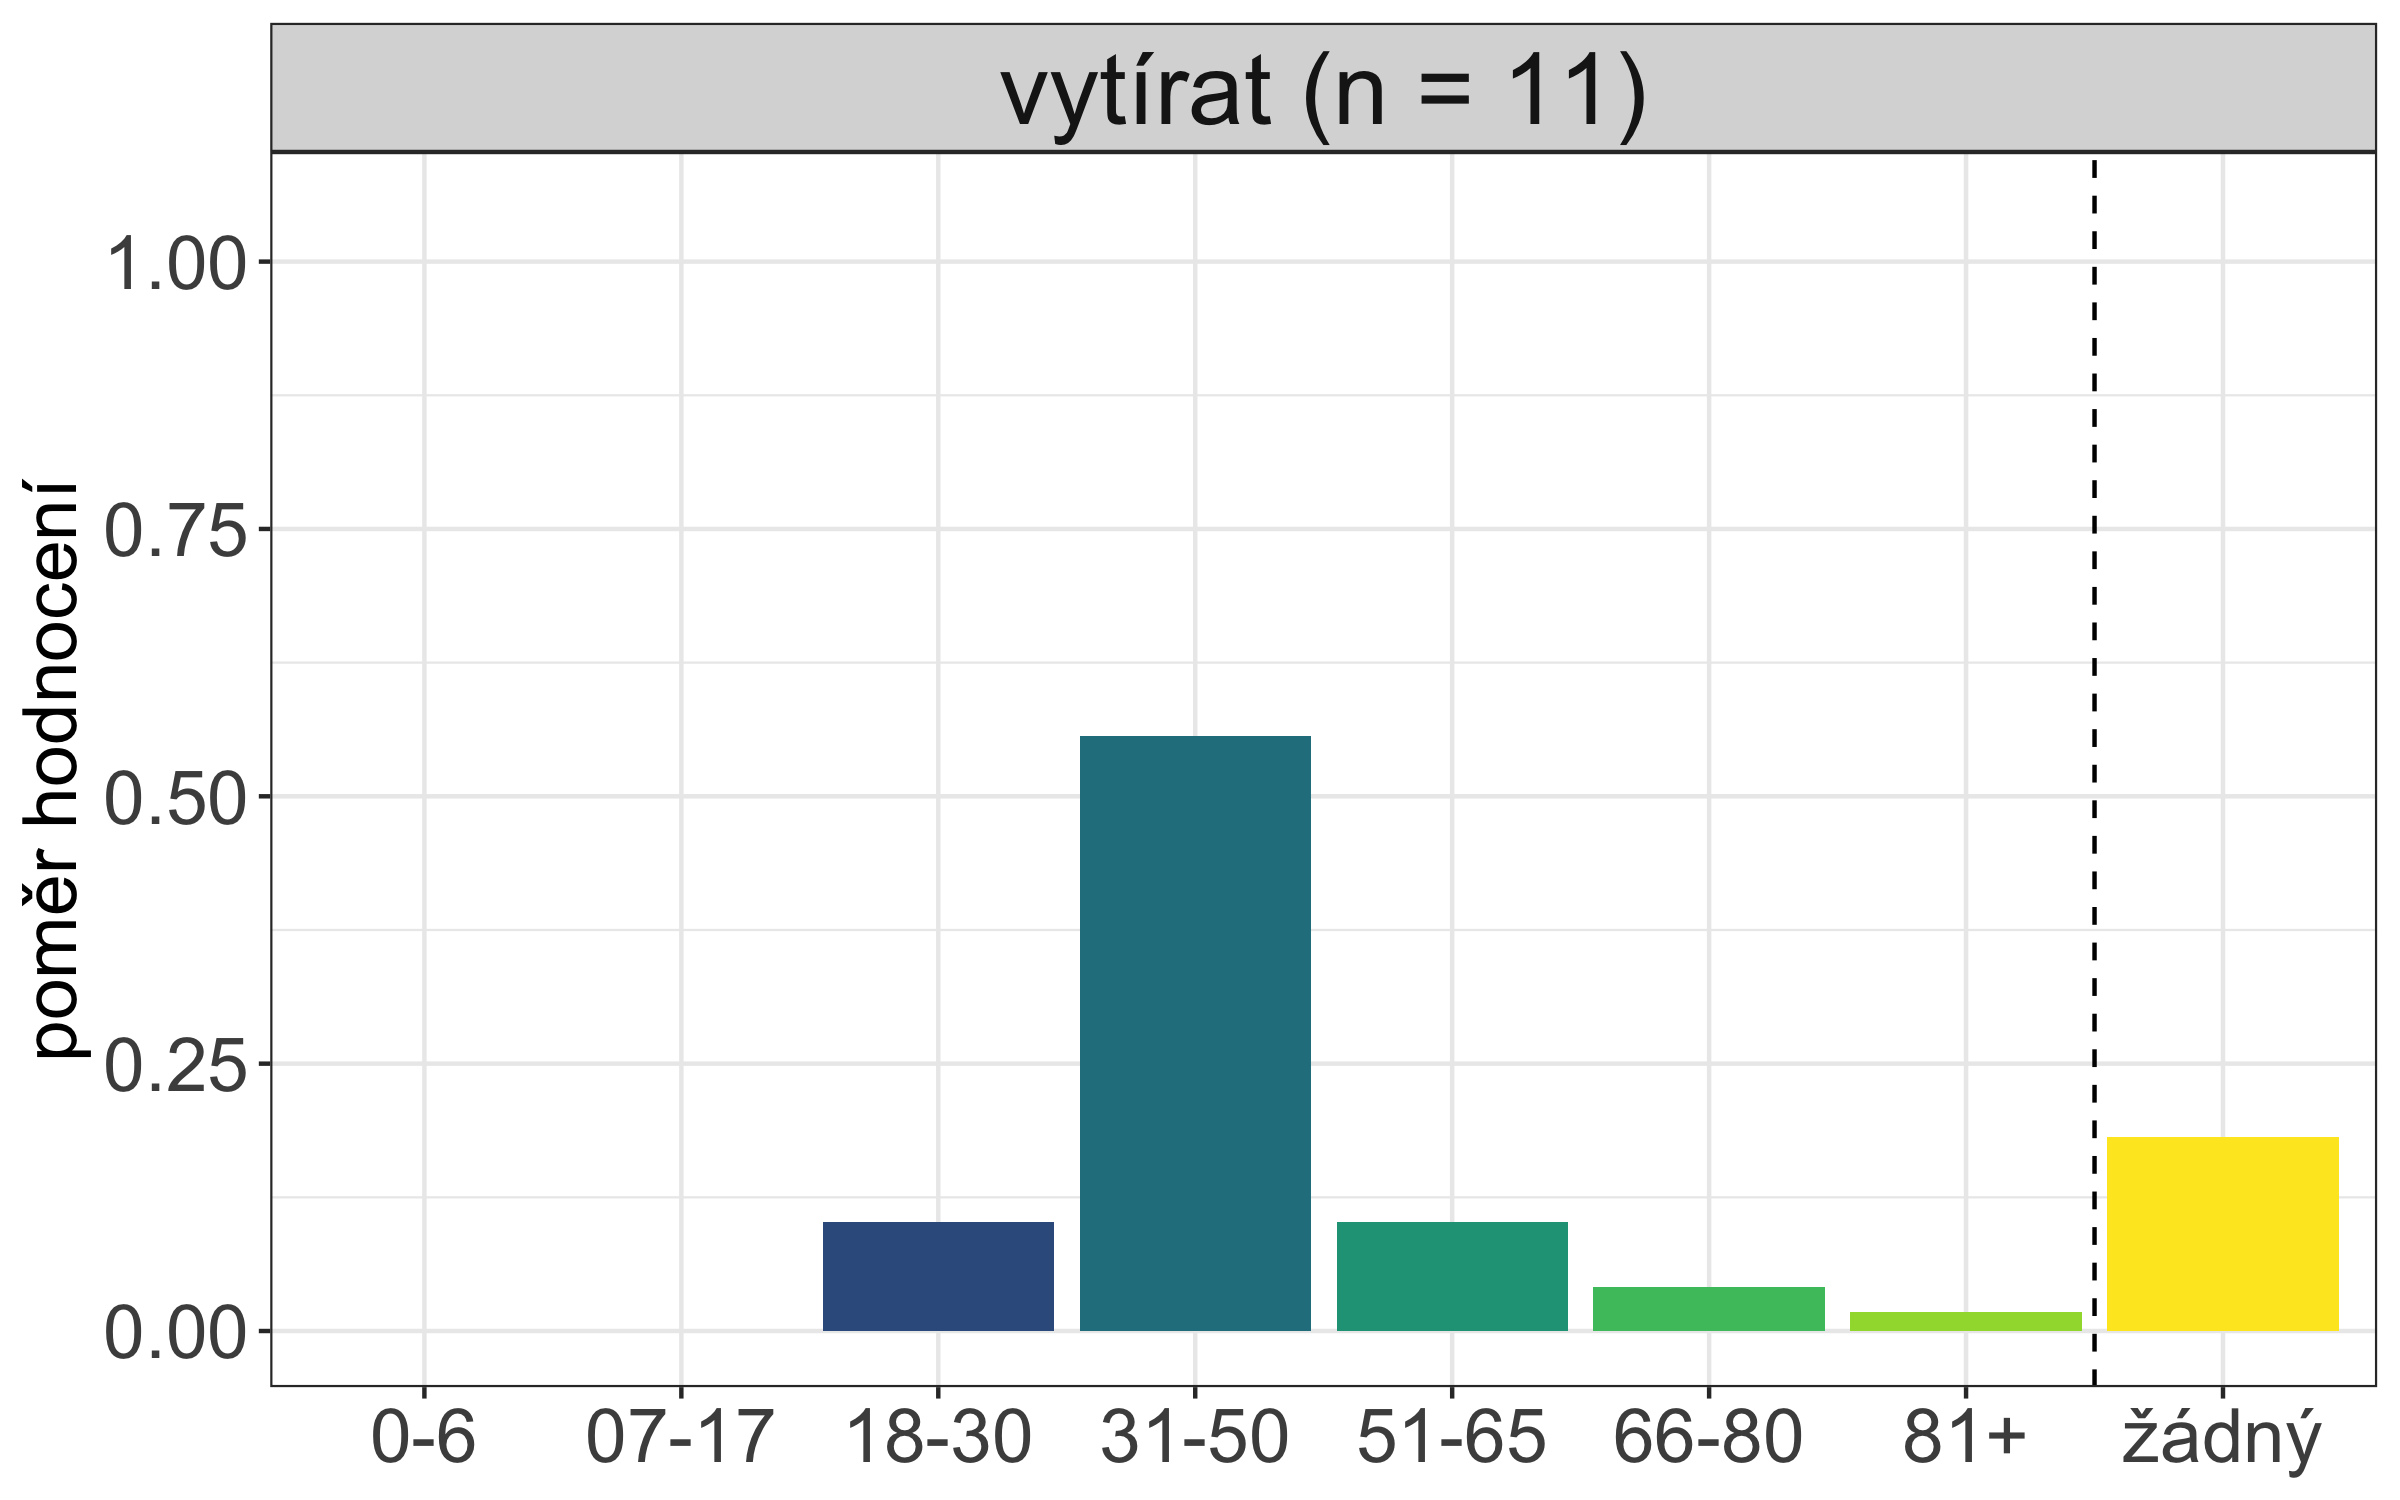 vytírat (n = 11)
poměr hodnocení
1.00
0.75
0.50
0.25
0.00
0-6 07-17 18-30 31-50 51-65 66-80 81+ žádný